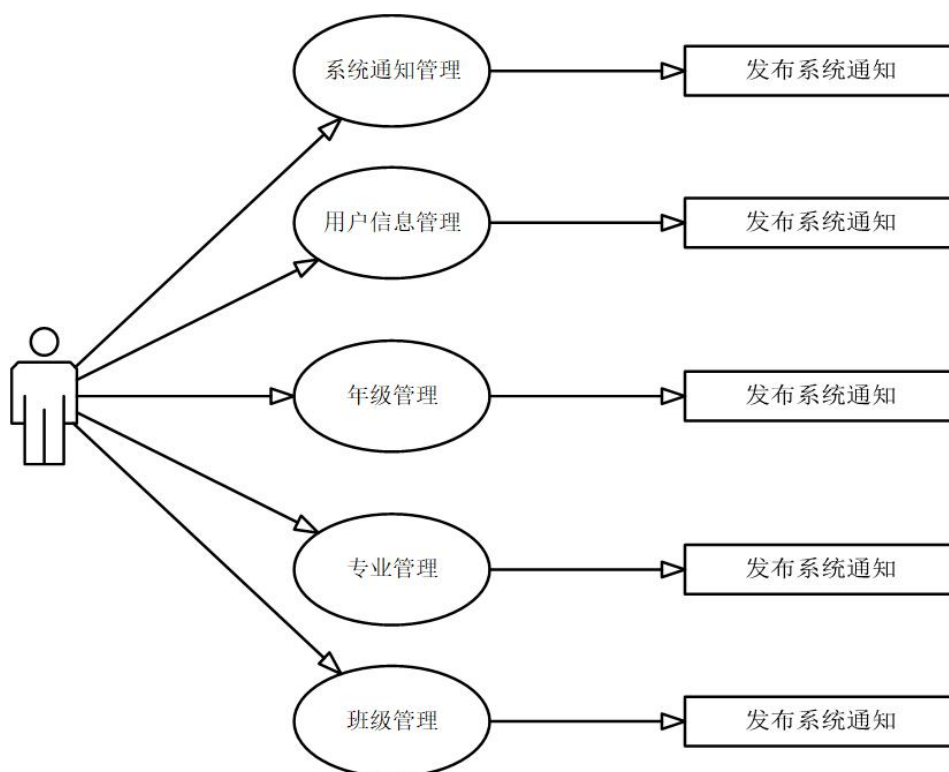 系统通知管理
发布系统通知
用户信息管理
发布系统通知
年级管理
发布系统通知
专业管理
发布系统通知
班级管理
发布系统通知